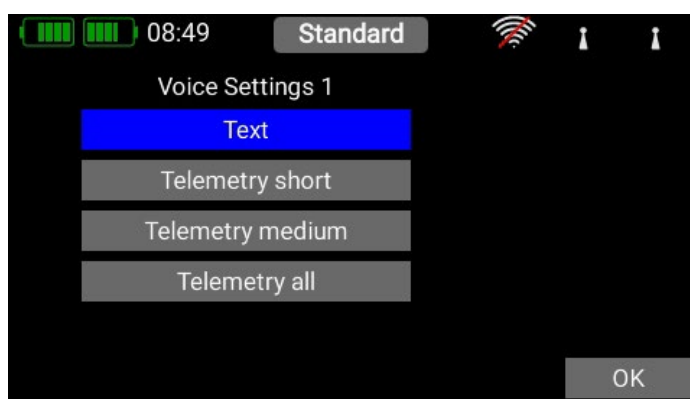 08:49 Standard
Voice Settings 1
Text
Telemetry short
Telemetry medium
Telemetry all
OK